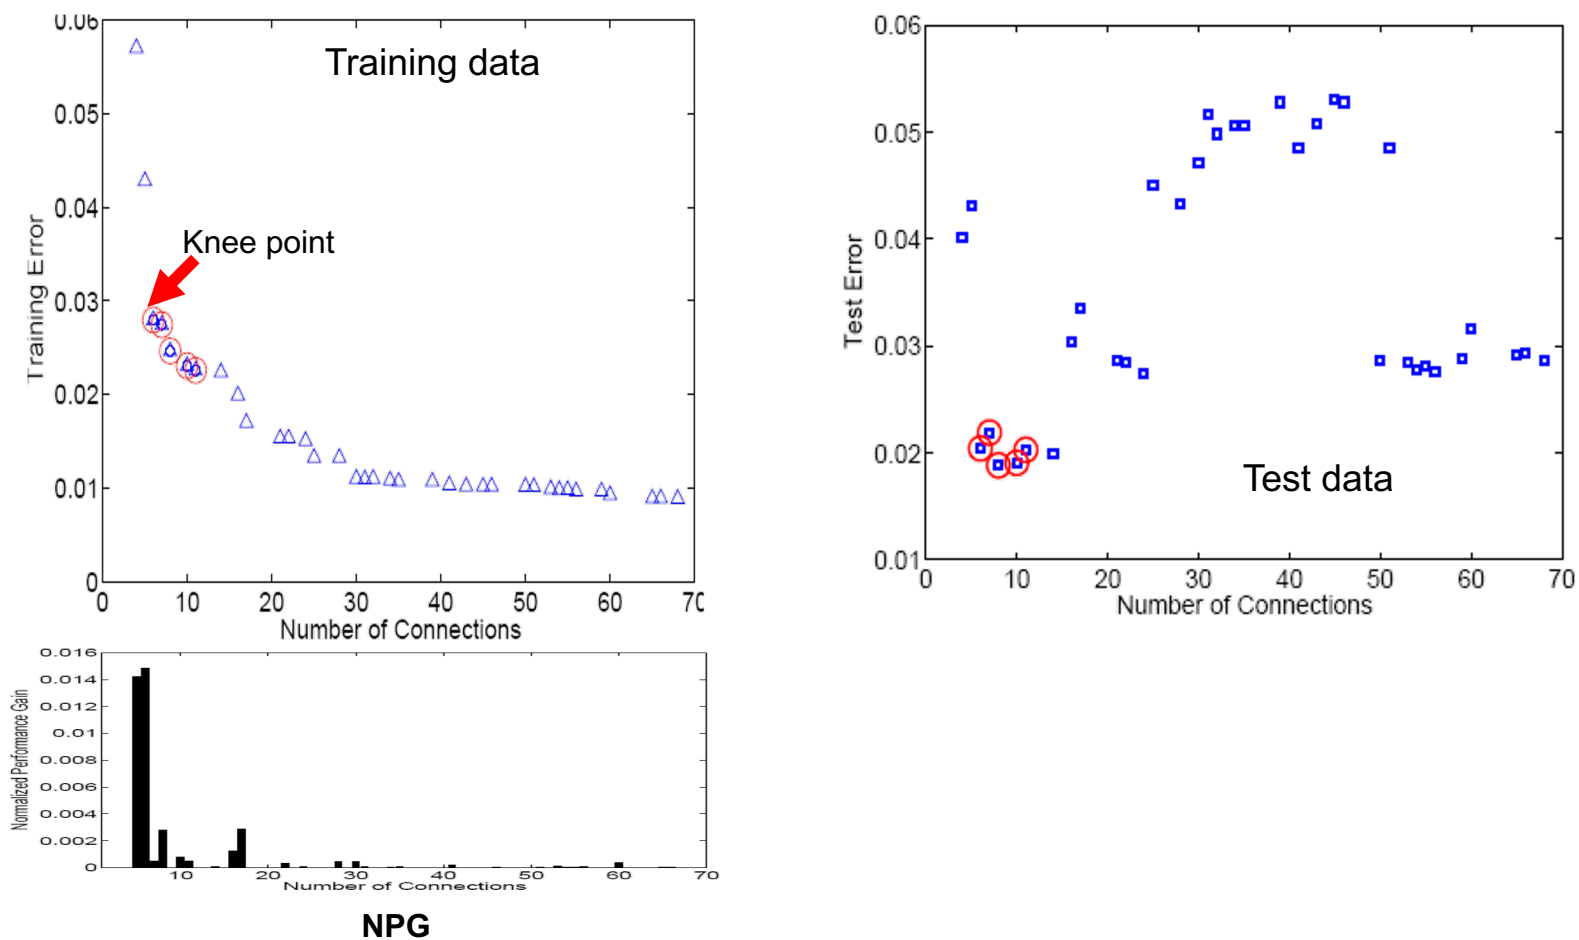 Training data
Knee point
Training Error
0.06
0.05
0.04
0.03
0.02
0.01
0
0 10 20 30 40 50 60 70
Number of Connections
Test data
Test Error
0.06
0.05
0.04
0.03
0.02
0.01
0 10 20 30 40 50 60 70
Number of Connections
Normalized Performance Gain
0.016
0.014
0.012
0.01
0.008
0.006
0.004
0.002
0
10 20 30 40 50 60 70
Number of Connections
NPG